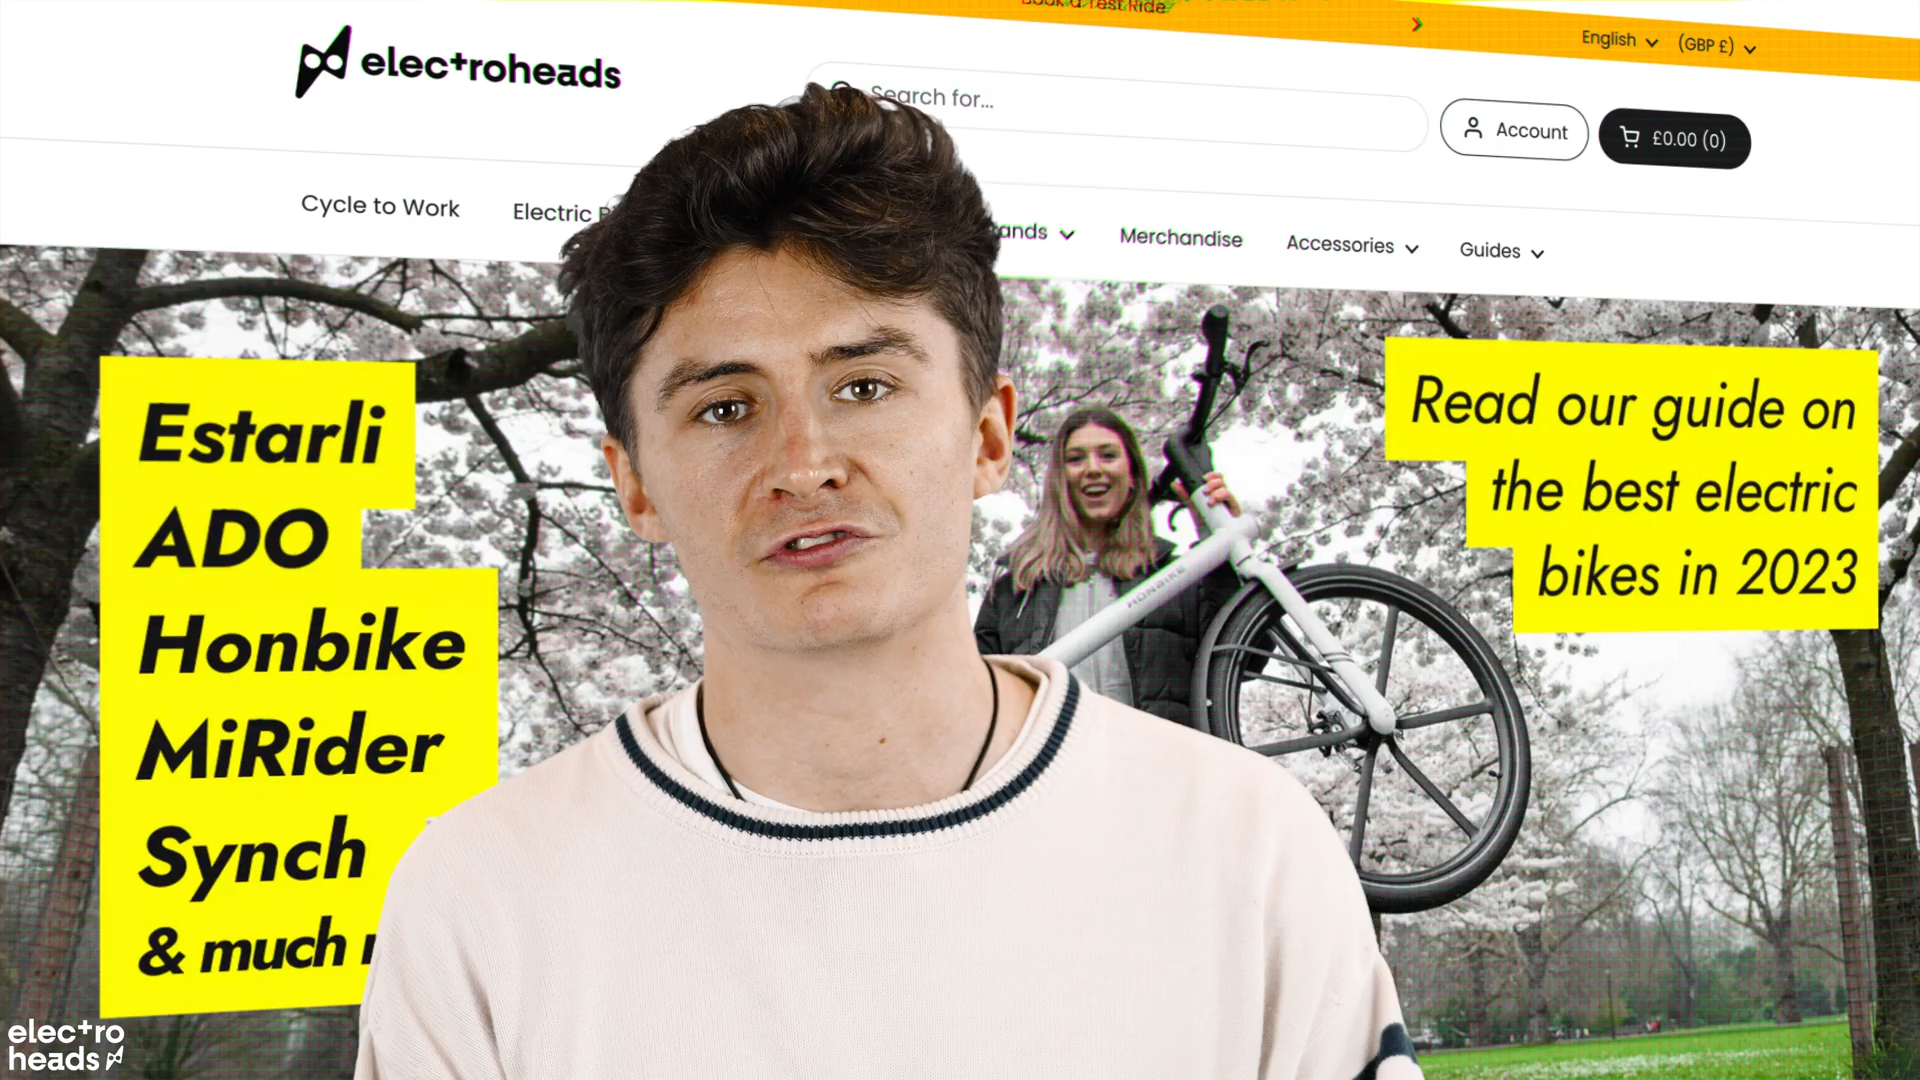 Book a Test Ride
English (GBP £)
electroheads
Search for...
Account
£0.00 (0)
Cycle to Work
Electric
Merchandise
Accessories
Guides
Estarli
ADO
Honbike
MiRider
Synch
& much
Read our guide on
the best electric
bikes in 2023
HONBIKE
electro
heads